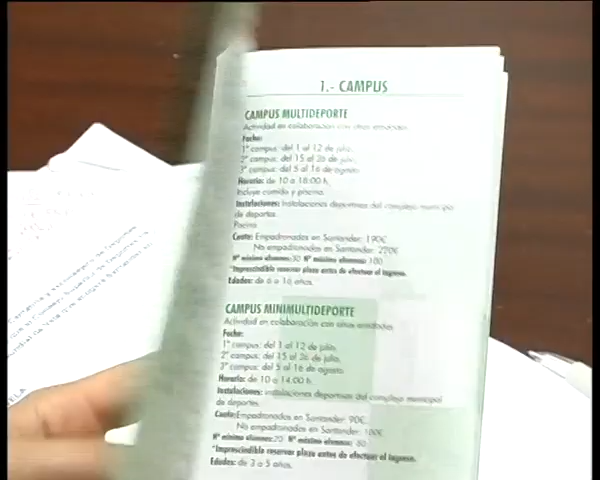 1.- CAMPUS
CAMPUS MULTIDEPORTE
Actividad en colaboración con otras entidades.
Fecha:
1º campus: del 1 al 12 de julio.
2º campus: del 15 al 26 de julio.
3º campus: del 5 al 16 de agosto.
Horario: de 10 a 18:00 h.
Incluye comida y piscina.
Instalaciones: instalaciones deportivas del complejo municipal
de deportes.
Piscina
Cuota: Empadronados en Santander: 190€
No empadronados en Santander: 220€
Nº mínimo alumnos:30 Nº máximo alumnos: 100
*Imprescindible reservar plaza antes de efectuar el ingreso.
Edades: de 6 a 16 años.
CAMPUS MINIMULTIDEPORTE
Actividad en colaboración con otras entidades.
Fecha:
1º campus: del 1 al 12 de julio.
2º campus: del 15 al 26 de julio.
3º campus: del 5 al 16 de agosto.
Horario: de 10 a 14:00 h.
Instalaciones: instalaciones deportivas del complejo municipal
de deportes.
Cuota: Empadronados en Santander: 90€
No empadronados en Santander:
Nº mínimo alumnos:20 Nº máximo alumnos:
*Imprescindible reservar plaza antes de efectuar el ingreso.
Edades: de 3 a 5 años.